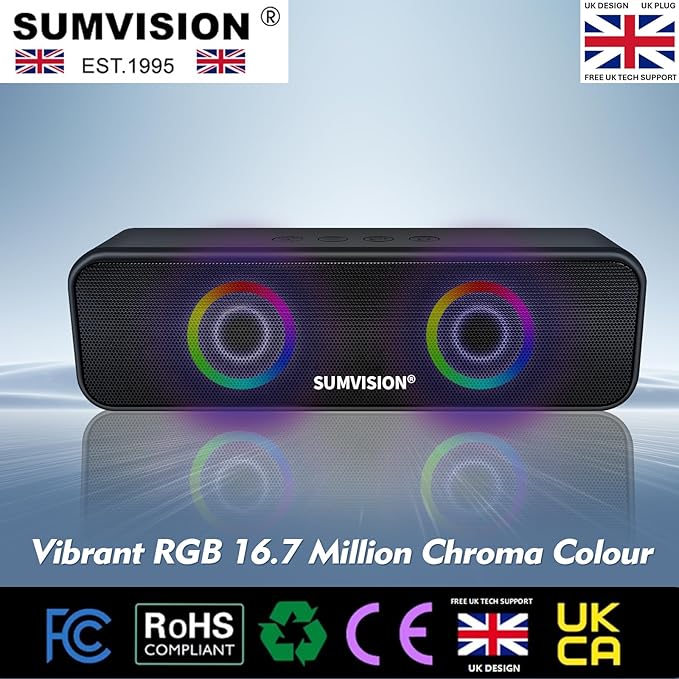 SUMVISION®
EST.1995
UK DESIGN UK PLUG
FREE UK TECH SUPPORT
SUMVISION®
Vibrant RGB 16.7 Million Chroma Colour
FC
RoHS
COMPLIANT
CE
FREE UK TECH SUPPORT
UK DESIGN
UK
CA